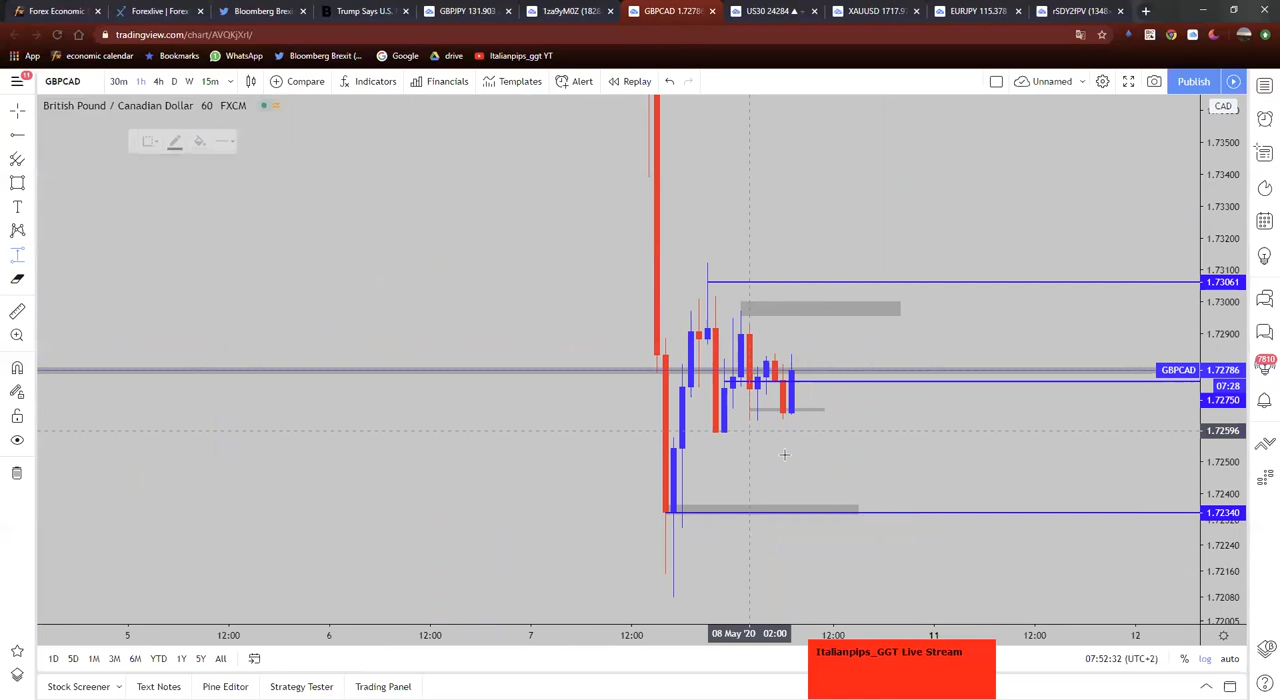 Forex Economic
Forexlive | Forex
Bloomberg Brexi
Trump Says U.S.
GBPJPY 131.903
1za9yM0Z (1828
GBPCAD 1.7278
US30 24284
XAUUSD 1717.97
EURJPY 115.378
rSDY2fPV (1348
tradingview.com/chart/AVQKjXrI/
App
economic calendar
Bookmarks
WhatsApp
Bloomberg Brexit (...
Google
drive
Italianpips_ggt YT
GBPCAD
30m
1h
4h
D
W
15m
Compare
Indicators
Financials
Templates
Alert
Replay
Unnamed
Publish
British Pound / Canadian Dollar 60 FXCM
CAD
1.73500
1.73400
1.73300
1.73200
1.73100
1.73061
1.73000
1.72900
GBPCAD 1.72786
07:28
1.72750
1.72596
1.72500
1.72400
1.72340
1.72240
1.72160
1.72080
1.72005
7810
5
12:00
6
12:00
7
12:00
08 May '20 02:00
12:00
11
12:00
12
1D
5D
1M
3M
6M
YTD
1Y
5Y
All
07:52:32 (UTC+2)
%
log
auto
Italianpips_GGT Live Stream
Stock Screener
Text Notes
Pine Editor
Strategy Tester
Trading Panel